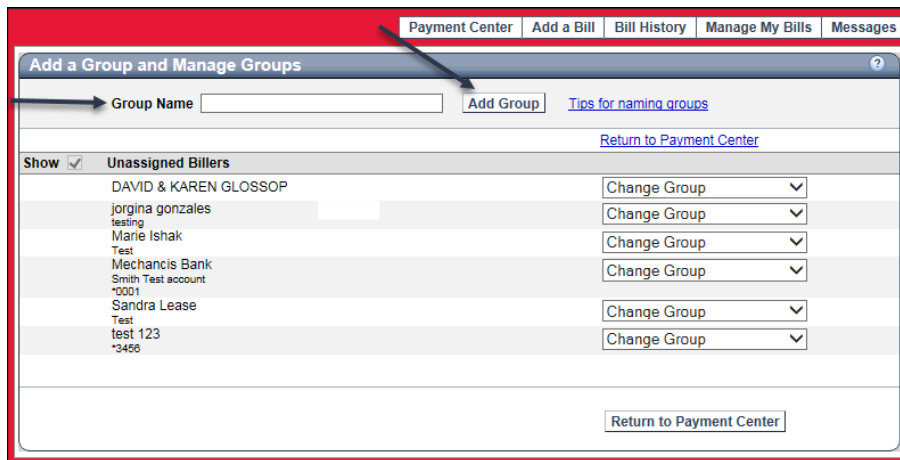 Payment Center Add a Bill Bill History Manage My Bills Messages
Add a Group and Manage Groups ?
Group Name Add Group Tips for naming groups
Return to Payment Center
Show Unassigned Billers
DAVID & KAREN GLOSSOP Change Group
jorgina gonzales Change Group
testing
Marie Ishak Change Group
Test
Mechancis Bank Change Group
Smith Test account
*0001
Sandra Lease Change Group
Test
test 123 Change Group
*3456
Return to Payment Center